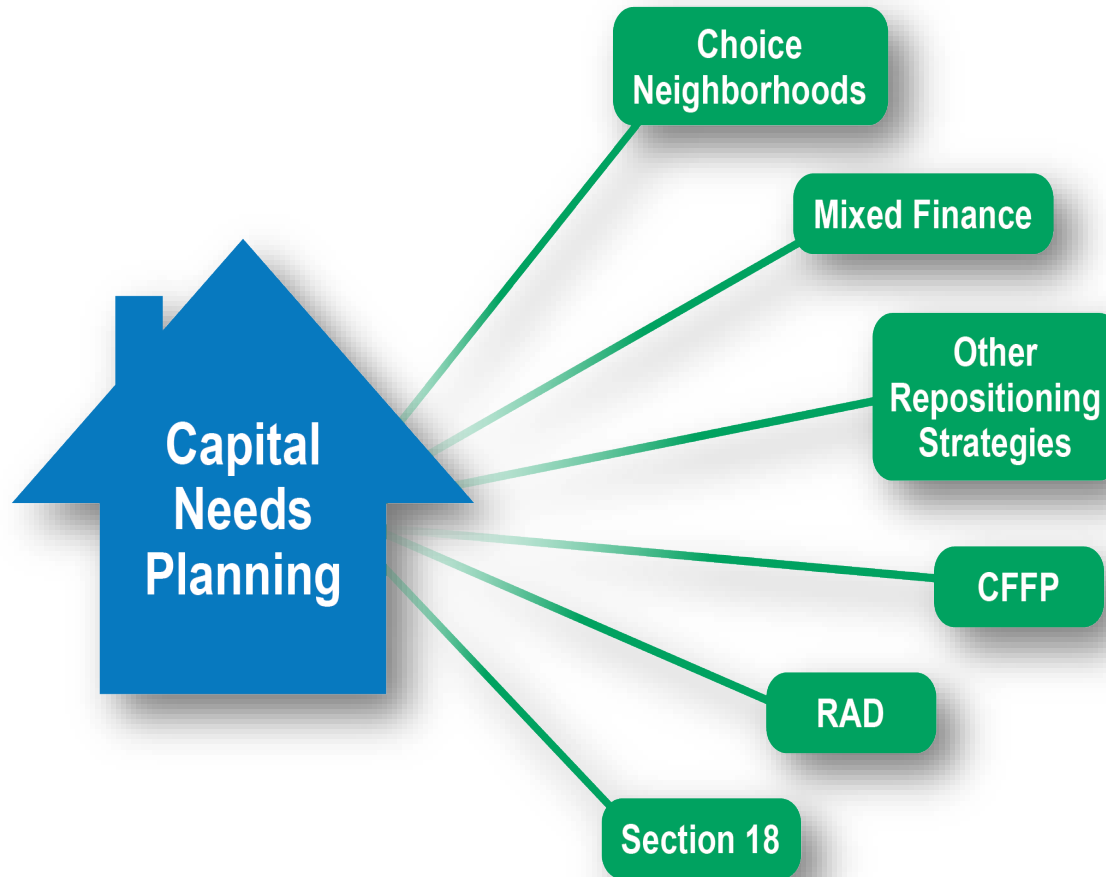 Choice
Neighborhoods
Mixed Finance
Other
Repositioning
Strategies
Capital
Needs
Planning
CFFP
RAD
Section 18